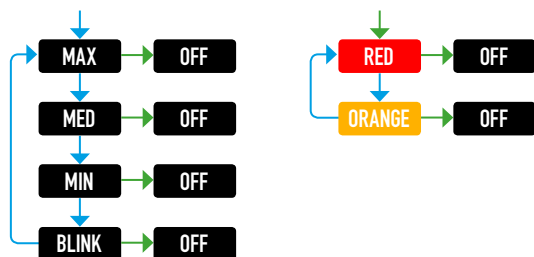 MAX OFF
MED OFF
MIN OFF
BLINK OFF
RED OFF
ORANGE OFF